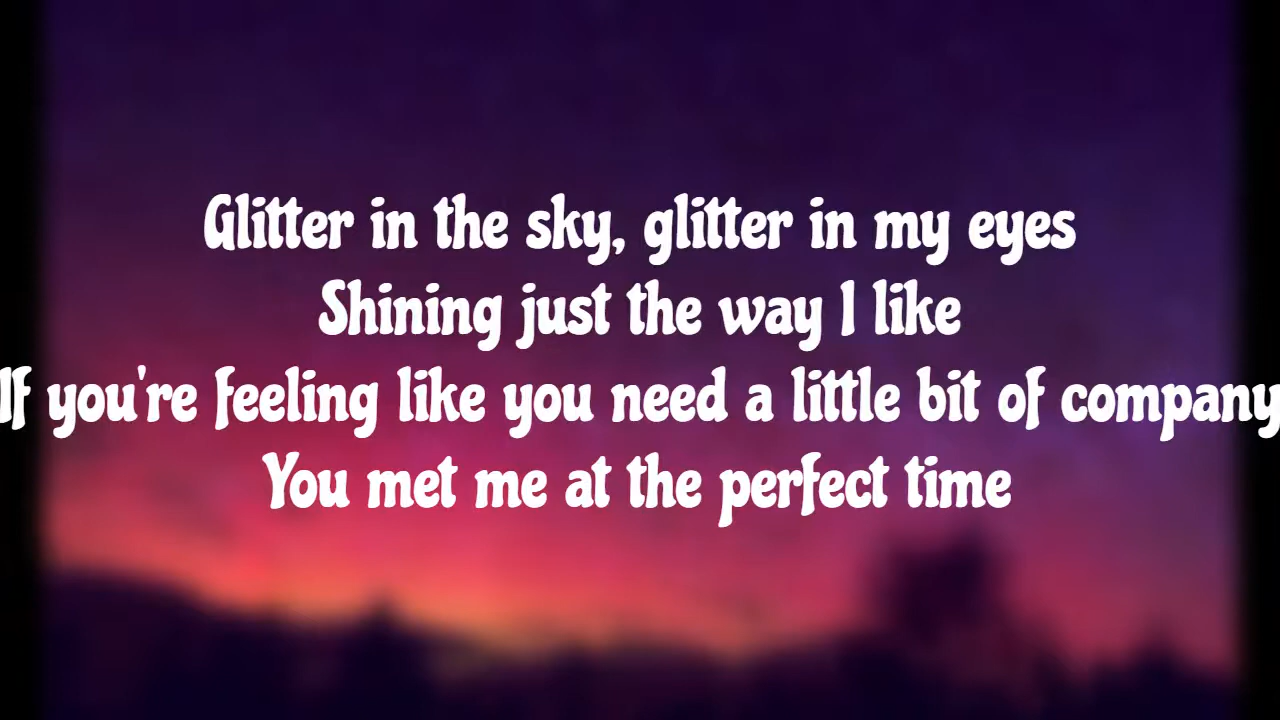 Glitter in the sky, glitter in my eyes
Shining just the way I like
If you're feeling like you need a little bit of company
You met me at the perfect time